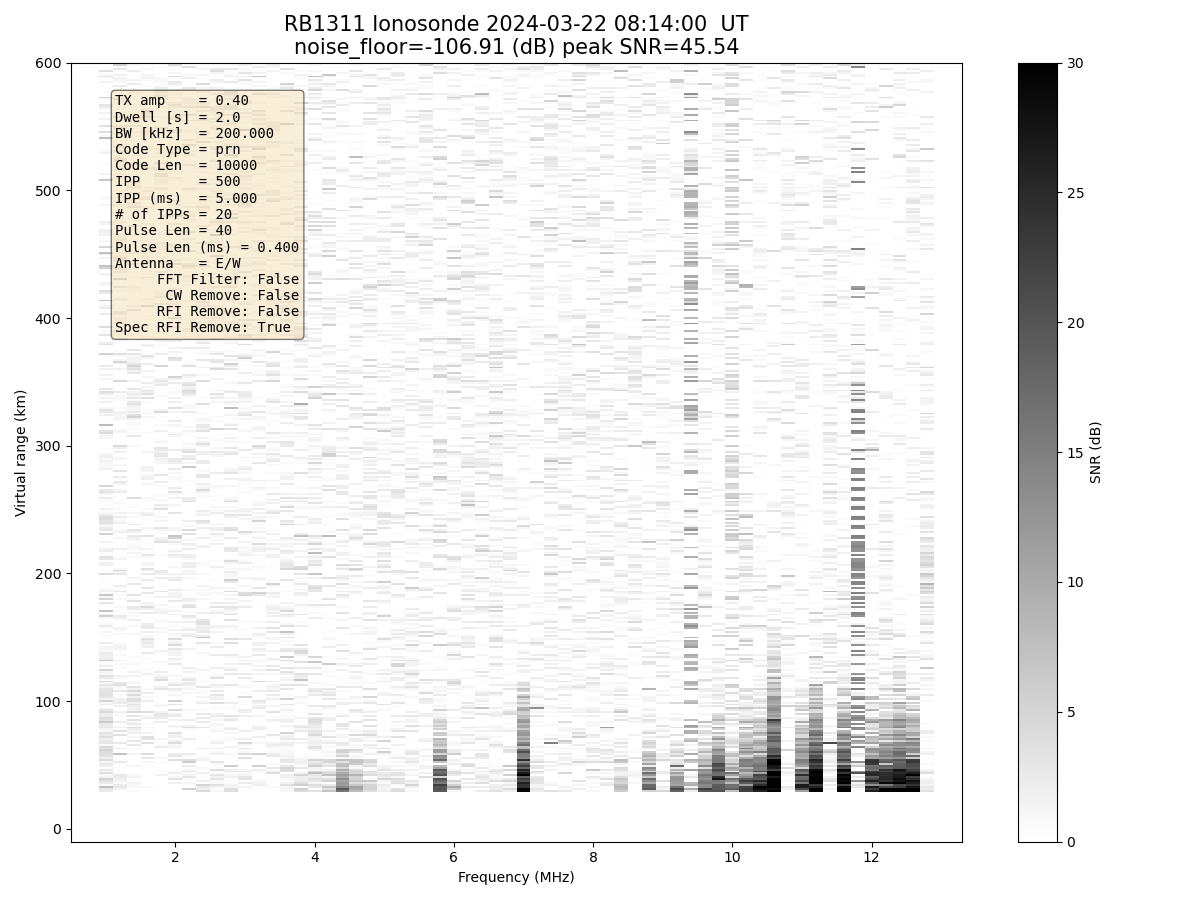 RB1311 Ionosonde 2024-03-22 08:14:00  UT
noise_floor=-106.91 (dB) peak SNR=45.54
600
500
400
300
200
100
0
Virtual range (km)
TX amp    = 0.40
Dwell [s] = 2.0
BW [kHz]  = 200.000
Code Type = prn
Code Len  = 10000
IPP       = 500
IPP (ms)  = 5.000
# of IPPs = 20
Pulse Len = 40
Pulse Len (ms) = 0.400
Antenna   = E/W
FFT Filter: False
CW Remove: False
RFI Remove: False
Spec RFI Remove: True
2 4 6 8 10 12
Frequency (MHz)
30
25
20
15
10
5
0
SNR (dB)